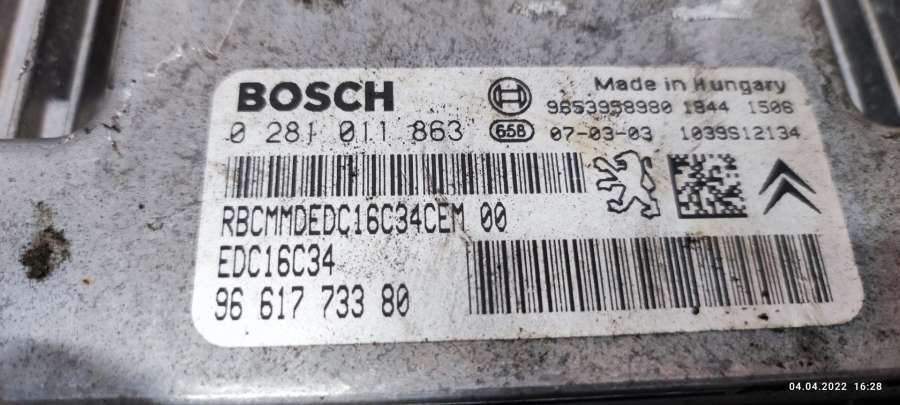 BOSCH
Made in Hungary
9653958980 1844 1506
0 281 011 863 658 07-03-03 1039S12134
RBCMMDEDC16C34CEM 00
EDC16C34
96 617 733 80
04.04.2022 16:28